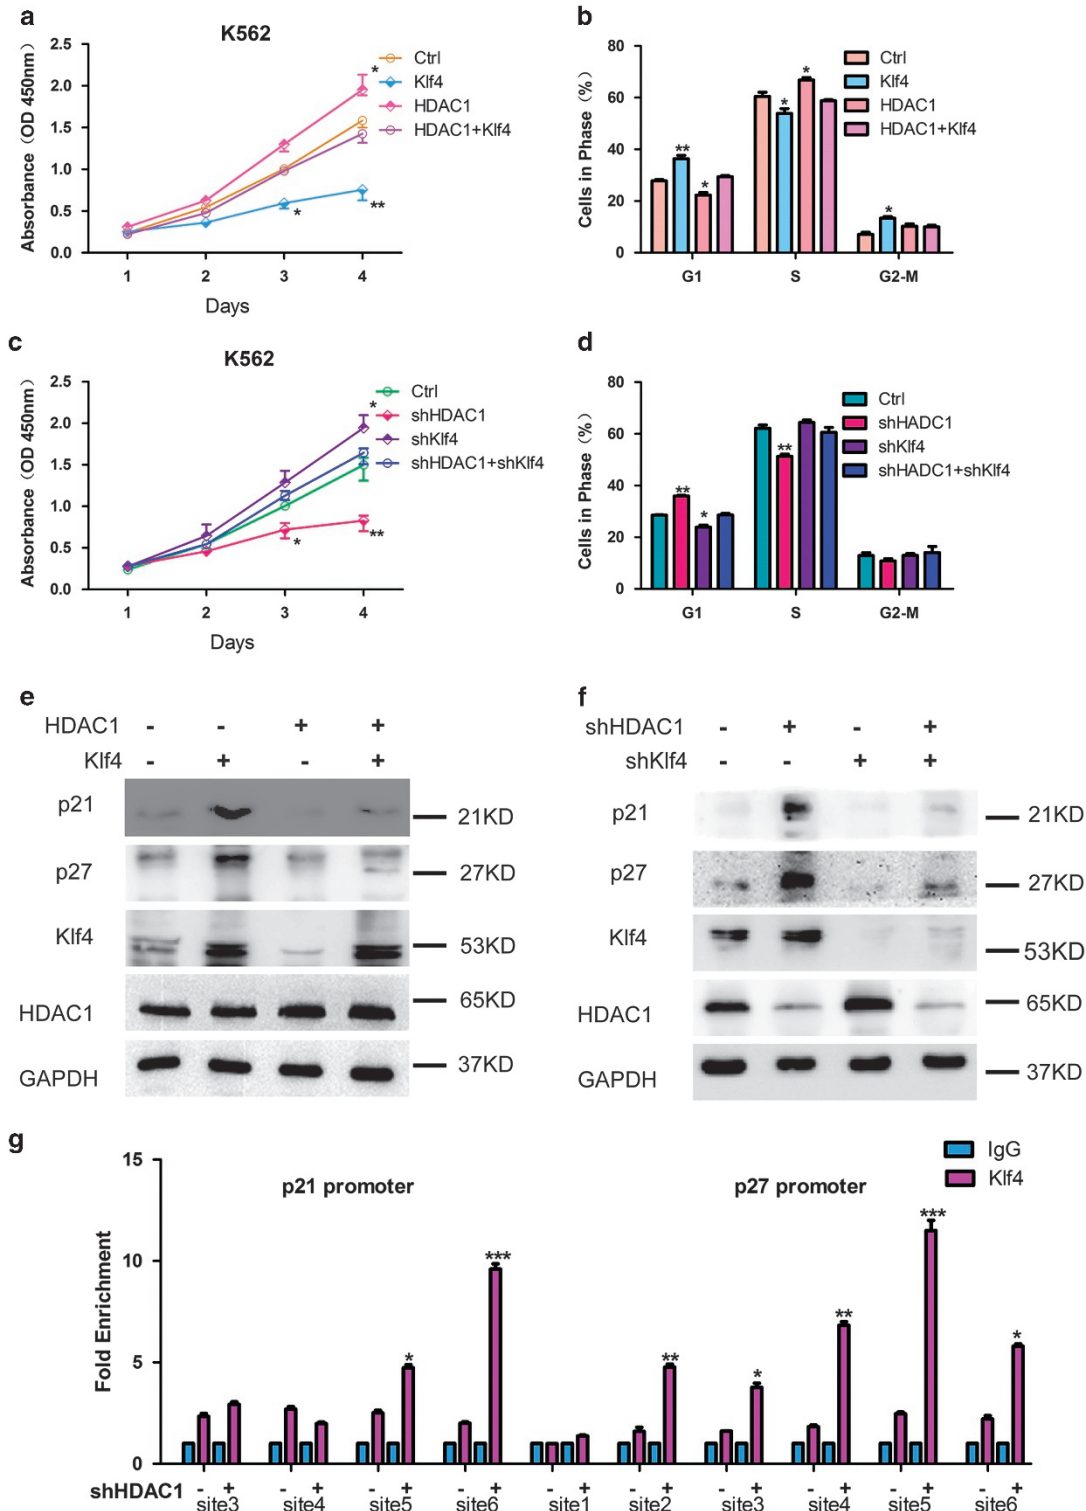 a
K562
Absorbance (OD 450nm)
2.5
2.0
1.5
1.0
0.5
0.0
1 2 3 4
Days
Ctrl
Klf4
HDAC1
HDAC1+Klf4
*
*
**
b
Cells in Phase (%)
80
60
40
20
0
G1 S G2-M
Ctrl
Klf4
HDAC1
HDAC1+Klf4
**
*
*
*
*
c
K562
Absorbance (OD 450nm)
2.5
2.0
1.5
1.0
0.5
0.0
1 2 3 4
Days
Ctrl
shHDAC1
shKlf4
shHDAC1+shKlf4
*
*
**
d
Cells in Phase (%)
80
60
40
20
0
G1 S G2-M
Ctrl
shHADC1
shKlf4
shHADC1+shKlf4
**
*
**
e
HDAC1 - - + +
Klf4 - + - +
p21 21KD
p27 27KD
Klf4 53KD
HDAC1 65KD
GAPDH 37KD
f
shHDAC1 - + - +
shKlf4 - - + +
p21 21KD
p27 27KD
Klf4 53KD
HDAC1 65KD
GAPDH 37KD
g
Fold Enrichment
15
10
5
0
p21 promoter
p27 promoter
IgG
Klf4
*
***
**
*
**
***
*
shHDAC1 - + - + - + - + - + - + - + - + - + - +
site3 site4 site5 site6 site1 site2 site3 site4 site5 site6